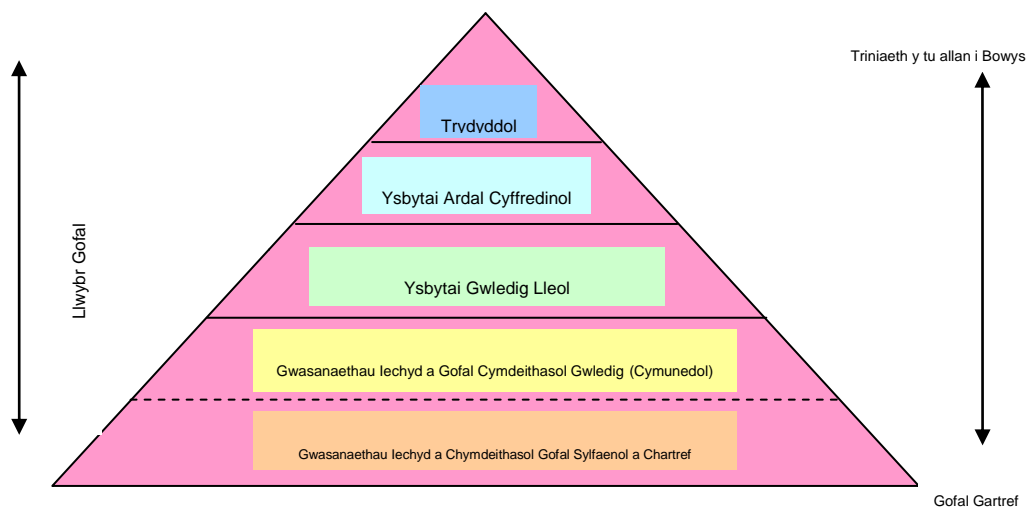 Triniaeth y tu allan i Bowys
Trydyddol
Ysbytai Ardal Cyffredinol
Llwybr Gofal
Ysbytai Gwledig Lleol
Gwasanaethau Iechyd a Gofal Cymdeithasol Gwledig (Cymunedol)
Gwasanaethau Iechyd a Chymdeithasol Gofal Sylfaenol a Chartref
Gofal Gartref